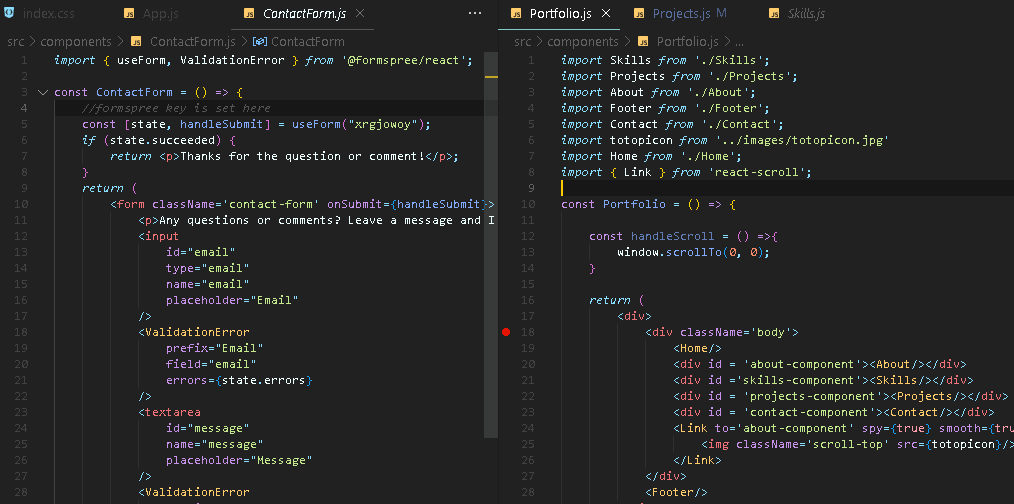 index.css
App.js
ContactForm.js
src > components > ContactForm.js > ContactForm
1 import { useForm, ValidationError } from '@formspree/react';
2
3 const ContactForm = () => {
4 //formspree key is set here
5 const [state, handleSubmit] = useForm("xrgjowoy");
6 if (state.succeeded) {
7 return <p>Thanks for the question or comment!</p>;
8 }
9 return (
10 <form className='contact-form' onSubmit={handleSubmit}>
11 <p>Any questions or comments? Leave a message and I
12 <input
13 id="email"
14 type="email"
15 name="email"
16 placeholder="Email"
17 />
18 <ValidationError
19 prefix="Email"
20 field="email"
21 errors={state.errors}
22 />
23 <textarea
24 id="message"
25 name="message"
26 placeholder="Message"
27 />
28 <ValidationError
Portfolio.js
Projects.js M
Skills.js
src > components > Portfolio.js > ...
1 import Skills from './Skills';
2 import Projects from './Projects';
3 import About from './About';
4 import Footer from './Footer';
5 import Contact from './Contact';
6 import totopicon from '../images/totopicon.jpg'
7 import Home from './Home';
8 import { Link } from 'react-scroll';
9
10 const Portfolio = () => {
11
12 const handleScroll = () =>{
13 window.scrollTo(0, 0);
14 }
15
16 return (
17 <div>
18 <div className='body'>
19 <Home/>
20 <div id = 'about-component'><About/></div>
21 <div id ='skills-component'><Skills/></div>
22 <div id = 'projects-component'><Projects/></div>
23 <div id = 'contact-component'><Contact/></div>
24 <Link to='about-component' spy={true} smooth={tru
25 <img className='scroll-top' src={totopicon}/>
26 </Link>
27 </div>
28 <Footer/>